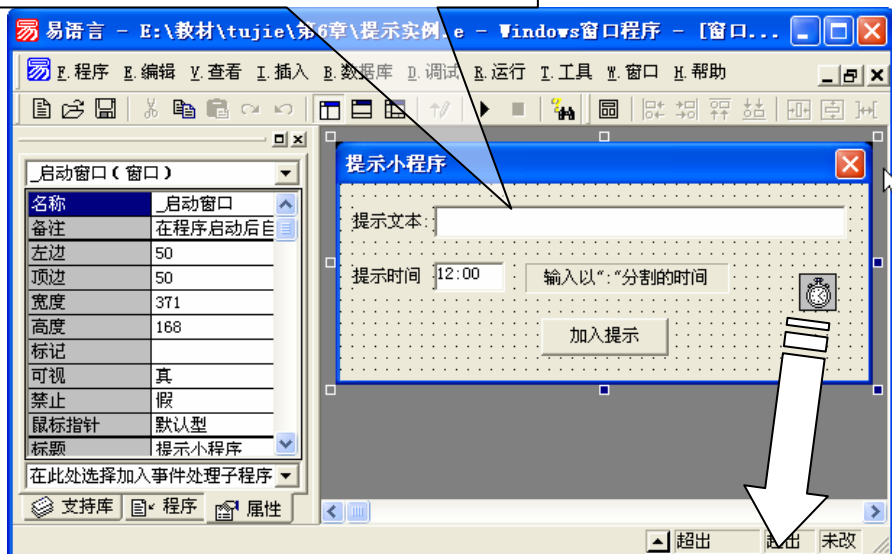 易语言 - E:\教材\tujie\第6章\提示实例.e - Windows窗口程序 - [窗口...
F.程序 E.编辑 V.查看 I.插入 B.数据库 D.调试 R.运行 T.工具 W.窗口 H.帮助
_启动窗口(窗口)
名称 _启动窗口
备注 在程序启动后自
左边 50
顶边 50
宽度 371
高度 168
标记
可视 真
禁止 假
鼠标指针 默认型
标题 提示小程序
在此处选择加入事件处理子程序
支持库 程序 属性
提示小程序
提示文本:
提示时间 12:00 输入以“:“分割的时间
加入提示
超出 未改